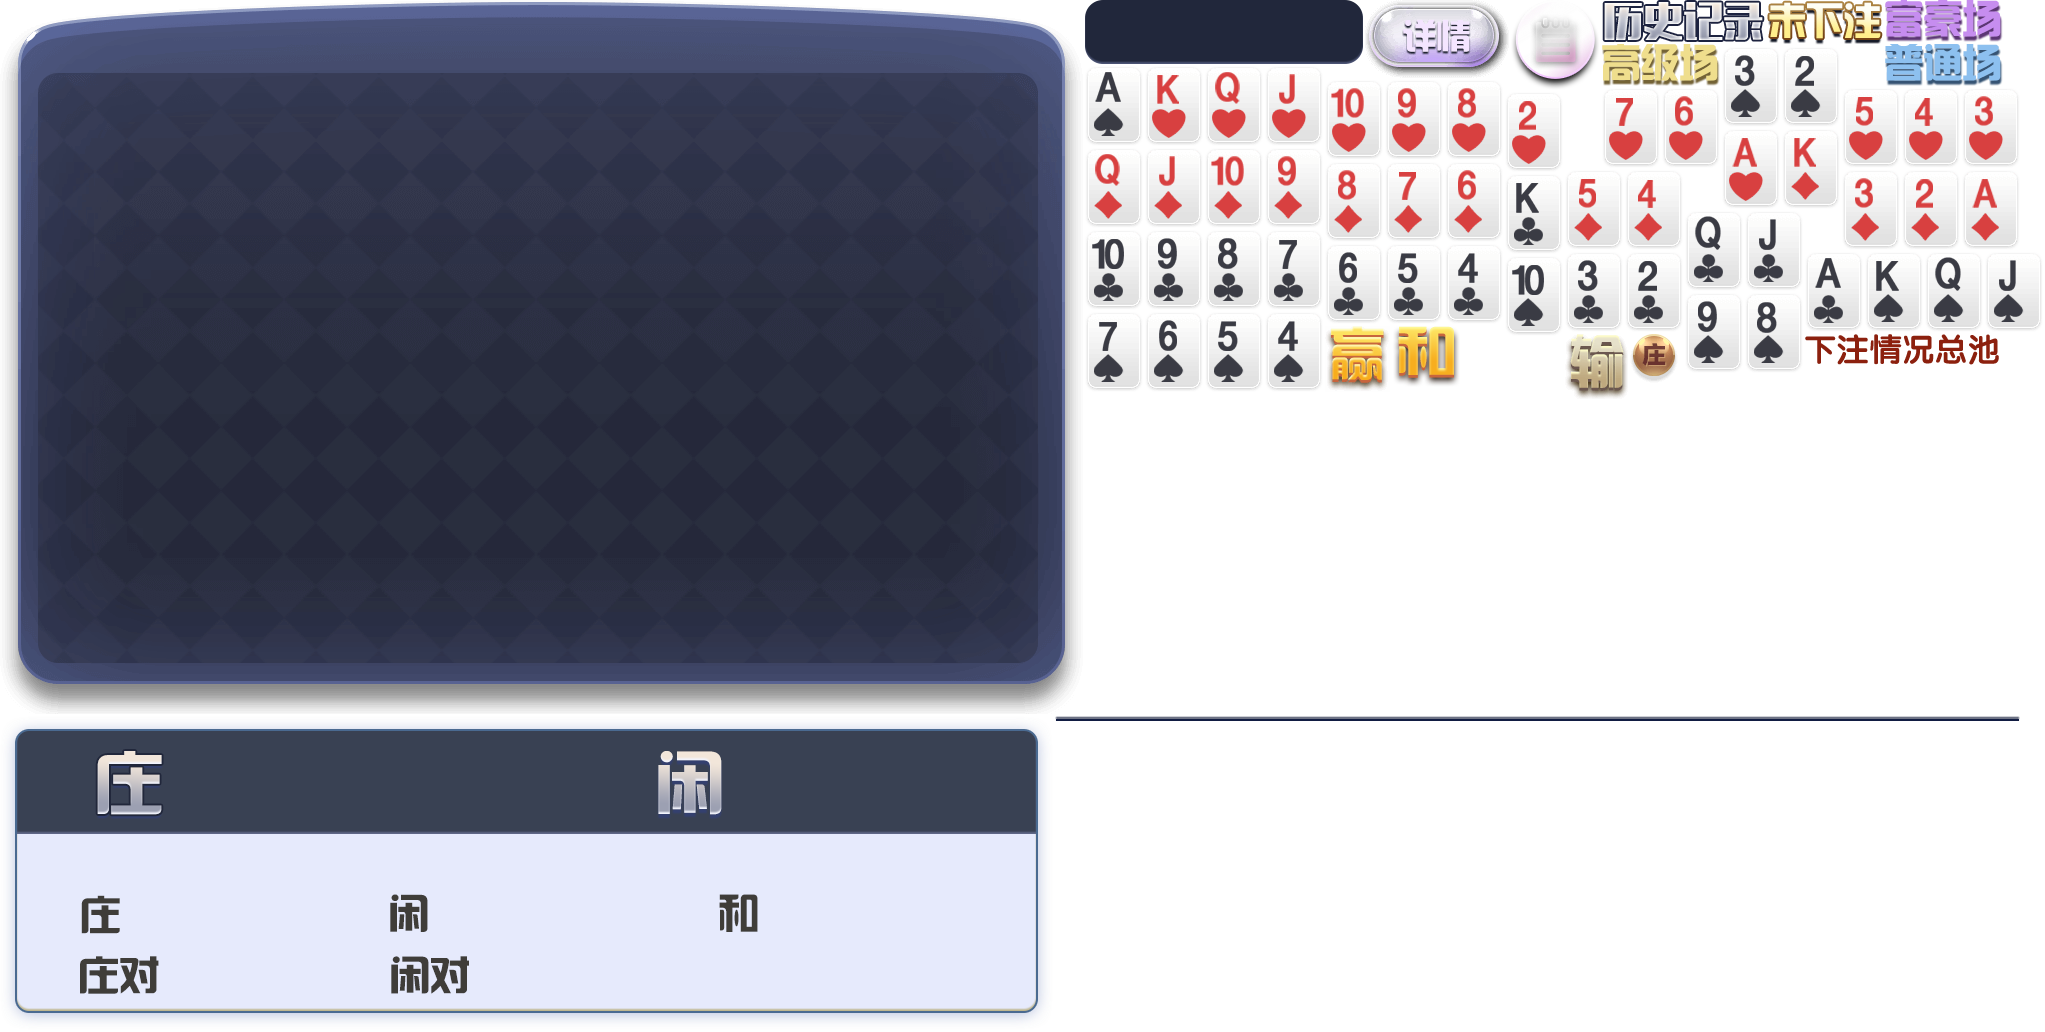 详情
历史记录 未下注 富豪场
高级场 普通场
3 2
A K Q J 10 9 8 2 7 6 5 4 3
A K
Q J 10 9 8 7 6 K 5 4 3 2 A
Q J
10 9 8 7 6 5 4 10 3 2 A K Q J
9 8
7 6 5 4
赢 和 输 庄 下注情况总池
庄 闲
庄 闲 和
庄对 闲对